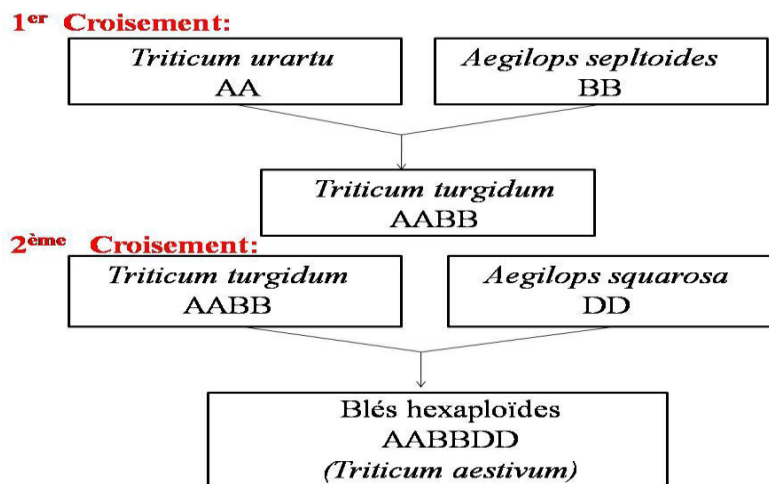 1er Croisement:
Triticum urartu
AA
Aegilops sepltoides
BB
Triticum turgidum
AABB
2ème Croisement:
Triticum turgidum
AABB
Aegilops squarosa
DD
Blés hexaploïdes
AABBDD
(Triticum aestivum)